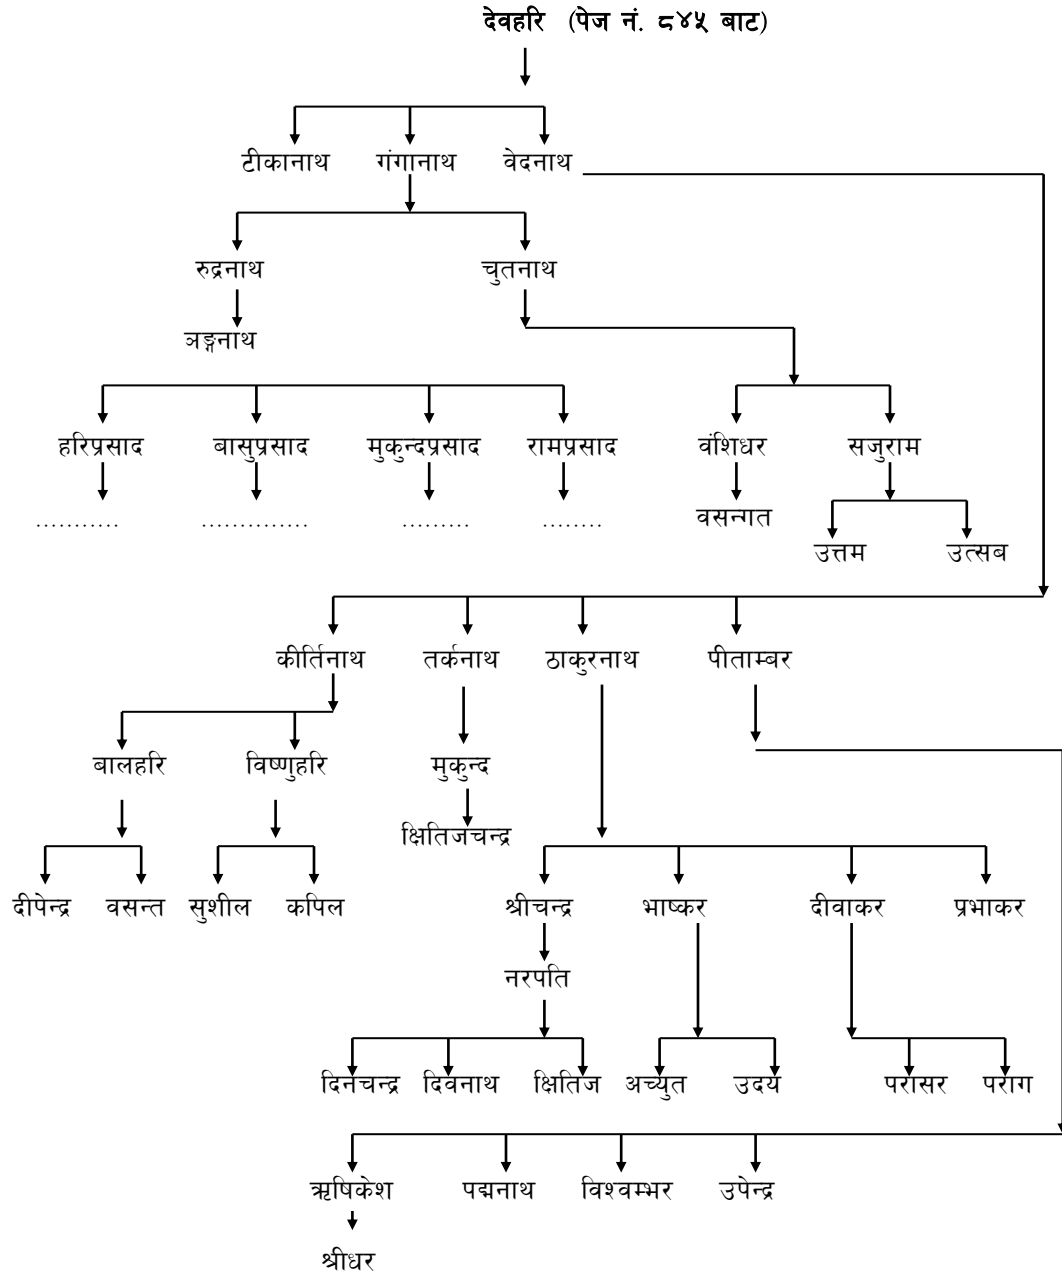 देवहरि (पेज नं. ८४५ बाट)
टीकानाथ गंगानाथ वेदनाथ
रुद्रनाथ चुतनाथ
ञङ्गनाथ
हरिप्रसाद बासुप्रसाद मुकुन्दप्रसाद रामप्रसाद वंशिधर सजुराम
........... .............. ......... ........ वसन्गत
उत्तम उत्सब
कीर्तिनाथ तर्कनाथ ठाकुरनाथ पीताम्बर
बालहरि विष्णुहरि मुकुन्द
क्षितिजचन्द्र
दीपेन्द्र वसन्त सुशील कपिल श्रीचन्द्र भाष्कर दीवाकर प्रभाकर
नरपति
दिनचन्द्र दिवनाथ क्षितिज अच्युत उदय परासर पराग
ऋषिकेश पद्मनाथ विश्वम्भर उपेन्द्र
श्रीधर